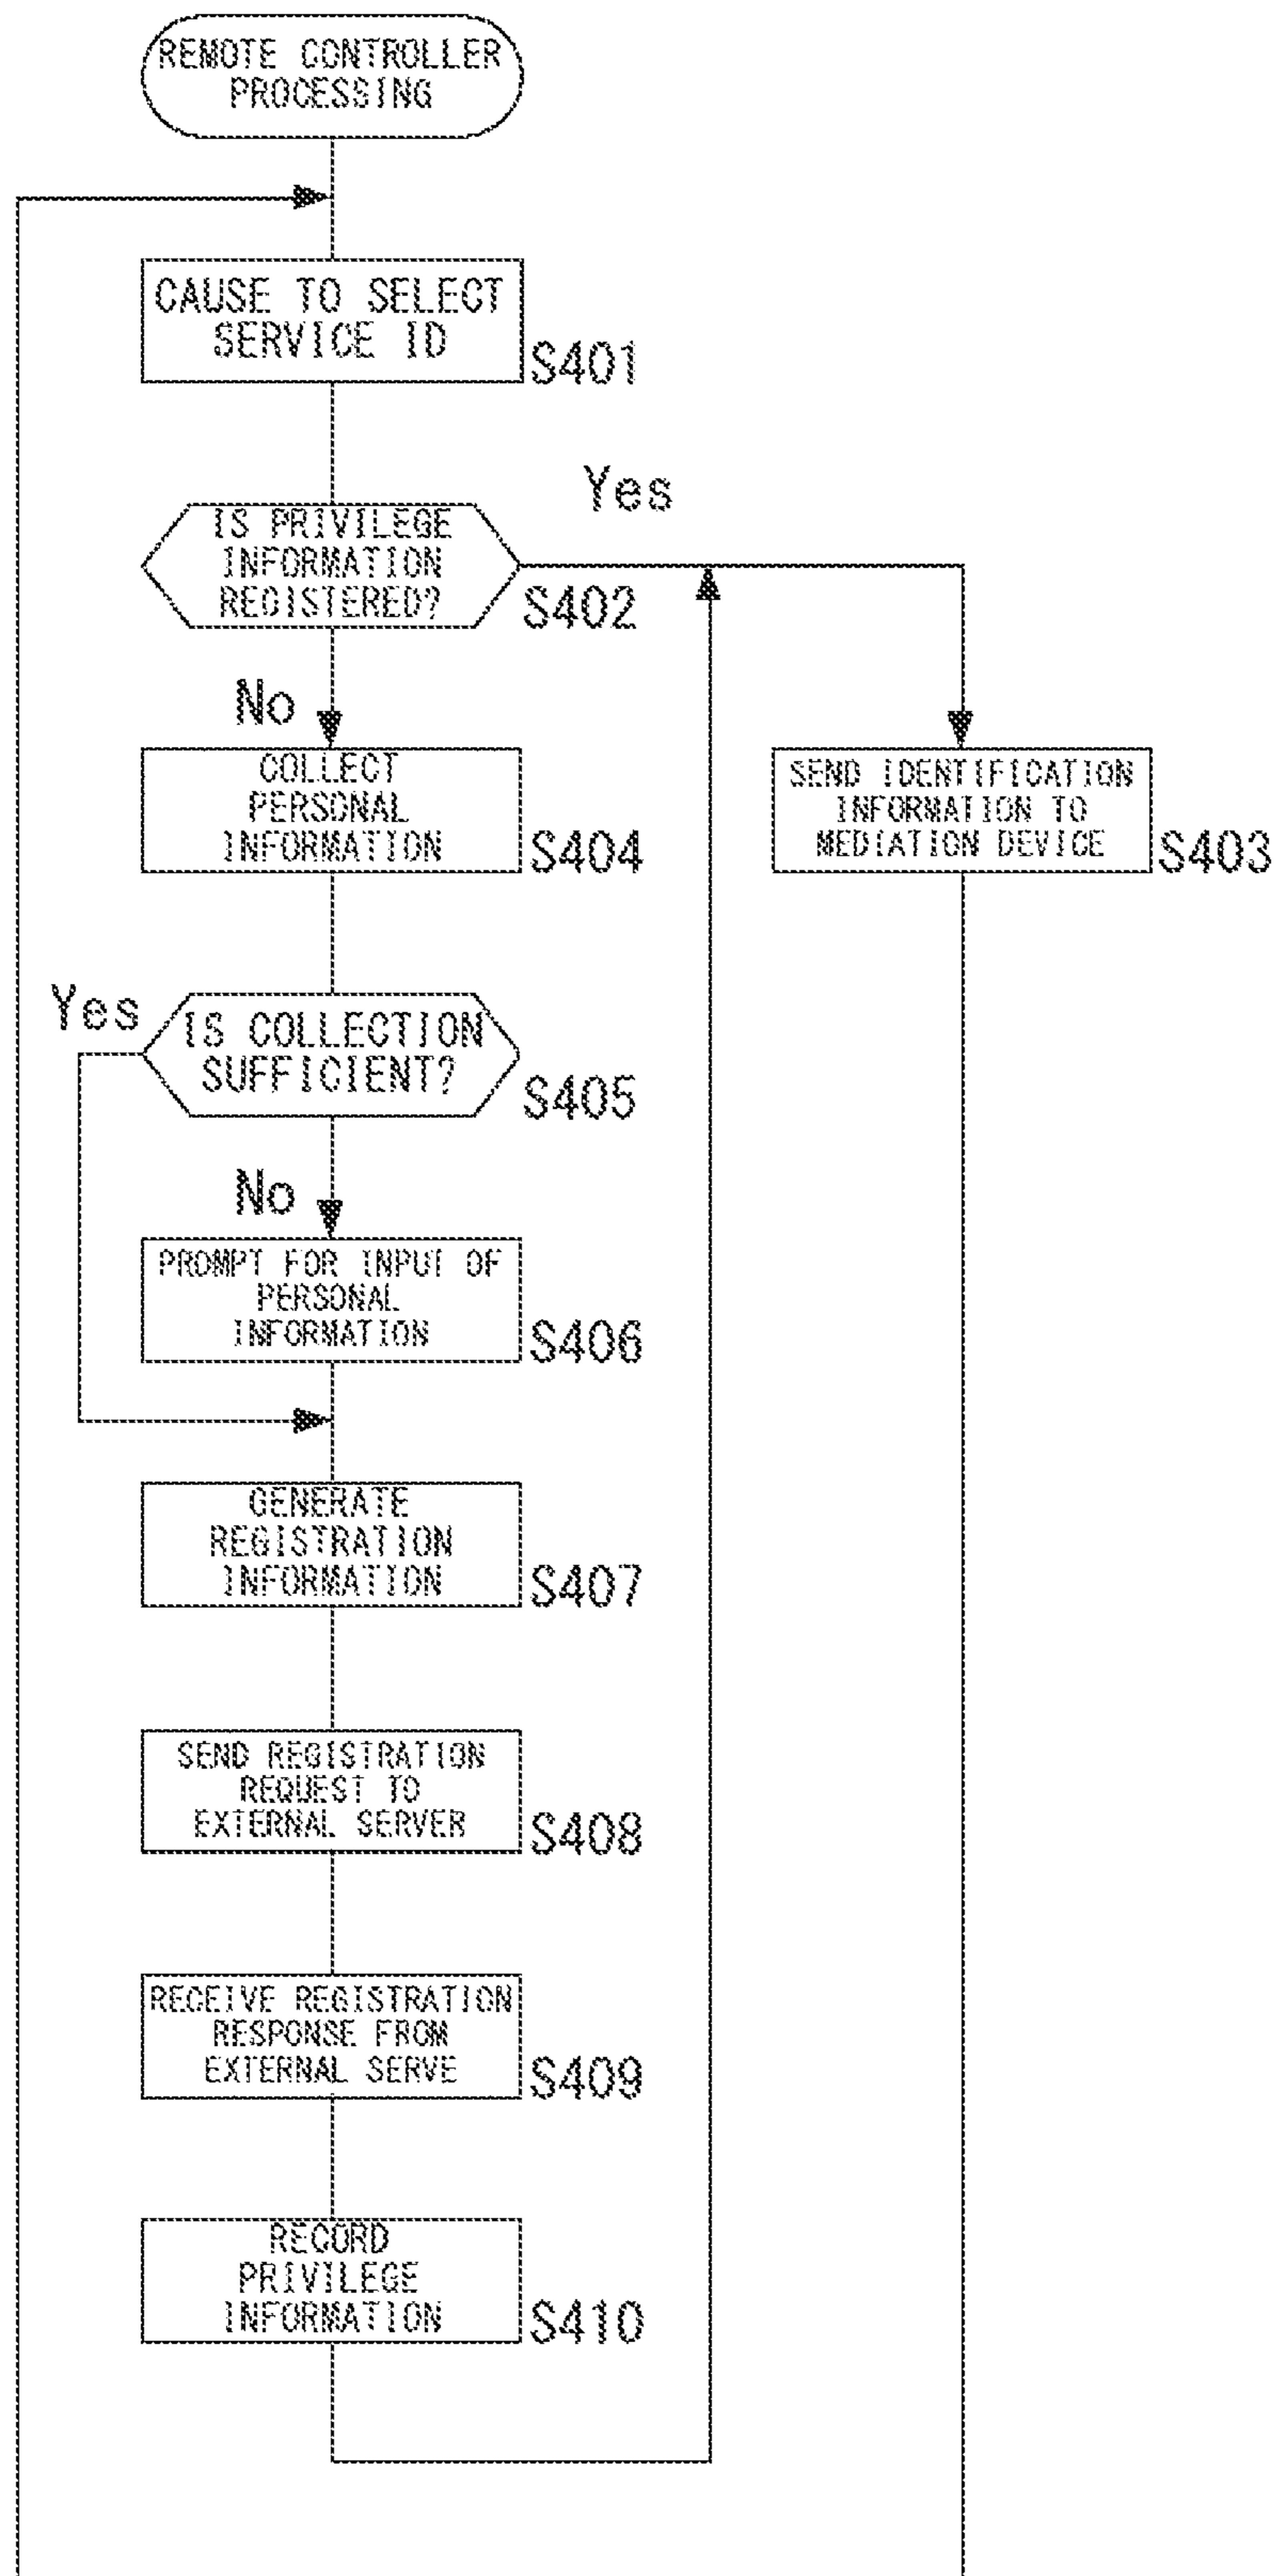 REMOTE CONTROLLER
PROCESSING
CAUSE TO SELECT
SERVICE ID
S401
Yes
IS PRIVILEGE
INFORMATION
REGISTERED?
S402
No
COLLECT
PERSONAL
INFORMATION
S404
SEND IDENTIFICATION
INFORMATION TO
MEDIATION DEVICE
S403
Yes
IS COLLECTION
SUFFICIENT?
S405
No
PROMPT FOR INPUT OF
PERSONAL
INFORMATION
S406
GENERATE
REGISTRATION
INFORMATION
S407
SEND REGISTRATION
REQUEST TO
EXTERNAL SERVER
S408
RECEIVE REGISTRATION
RESPONSE FROM
EXTERNAL SERVE
S409
RECORD
PRIVILEGE
INFORMATION
S410